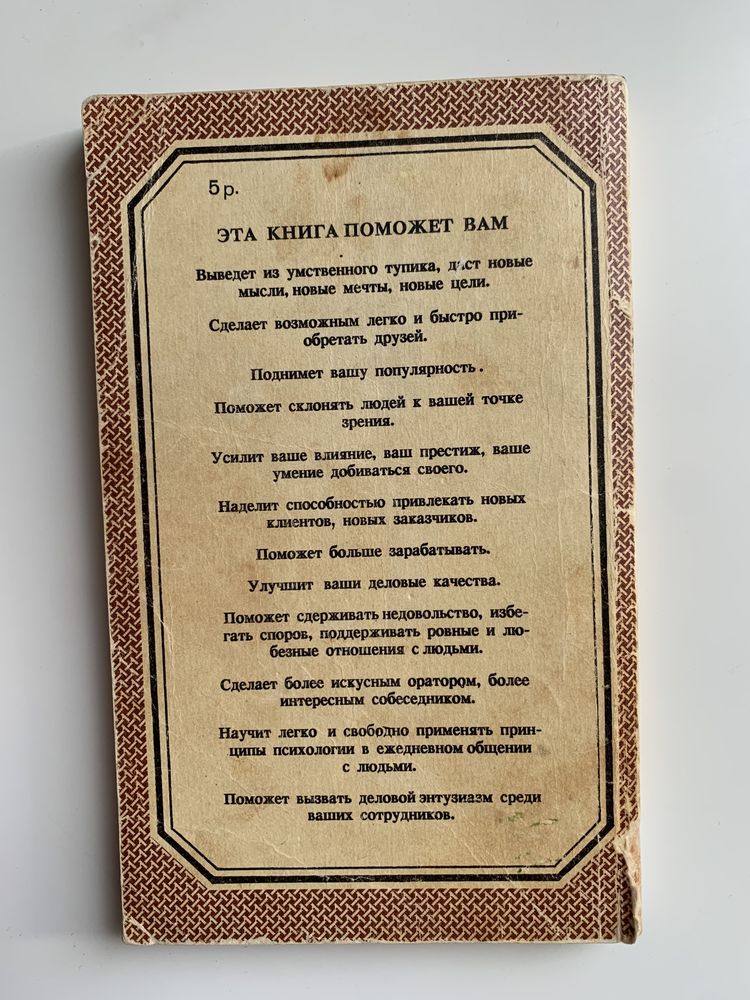 5 р.
ЭТА КНИГА ПОМОЖЕТ ВАМ
Выведет из умственного тупика, даст новые
мысли, новые мечты, новые цели.
Сделает возможным легко и быстро при-
обретать друзей.
Поднимет вашу популярность.
Поможет склонять людей к вашей точке
зрения.
Усилит ваше влияние, ваш престиж, ваше
умение добиваться своего.
Наделит способностью привлекать новых
клиентов, новых заказчиков.
Поможет больше зарабатывать.
Улучшит ваши деловые качества.
Поможет сдерживать недовольство, избе-
гать споров, поддерживать ровные и лю-
безные отношения с людьми.
Сделает более искусным оратором, более
интересным собеседником.
Научит легко и свободно применять прин-
ципы психологии в ежедневном общении
с людьми.
Поможет вызвать деловой энтузиазм среди
ваших сотрудников.